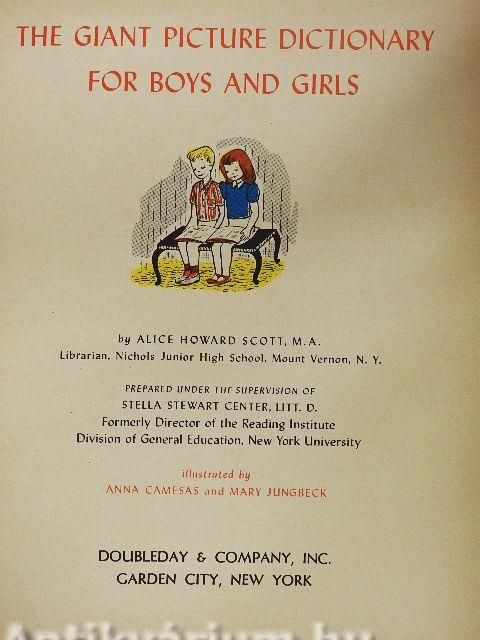 THE GIANT PICTURE DICTIONARY
FOR BOYS AND GIRLS
by ALICE HOWARD SCOTT, M.A.
Librarian, Nichols Junior High School, Mount Vernon, N. Y.
PREPARED UNDER THE SUPERVISION OF
STELLA STEWART CENTER, LITT. D.
Formerly Director of the Reading Institute
Division of General Education, New York University
illustrated by
ANNA CAMESAS and MARY JUNGBECK
DOUBLEDAY & COMPANY, INC.
GARDEN CITY, NEW YORK
Antikvárium.hu